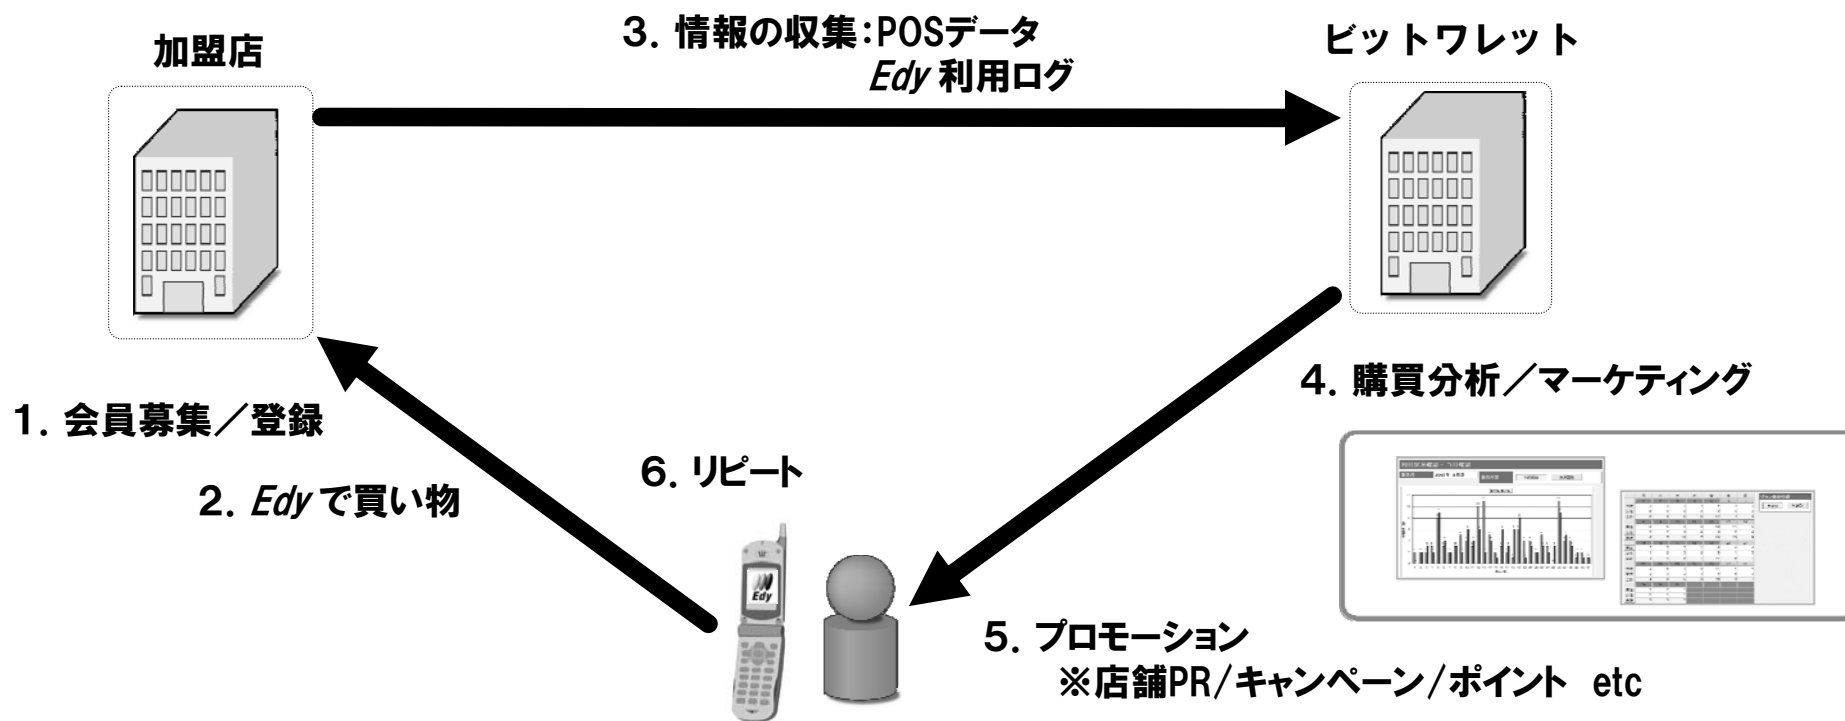 3. 情報の収集：POSデータ
Edy 利用ログ
加盟店
ビットワレット
4. 購買分析／マーケティング
1. 会員募集／登録
2. Edy で買い物
6. リピート
Edy
5. プロモーション
※店舗PR/キャンペーン/ポイント etc